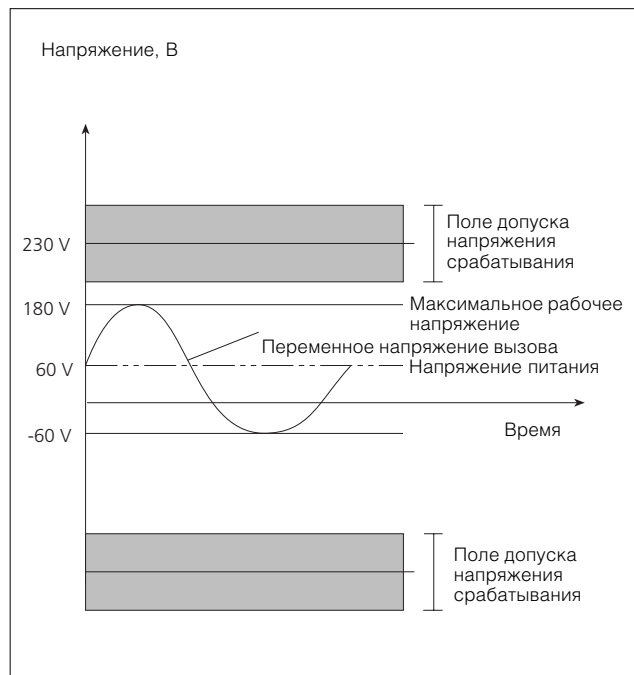 Напряжение, В
230 V
Поле допуска
напряжения
срабатывания
180 V
Максимальное рабочее
напряжение
Переменное напряжение вызова
60 V
Напряжение питания
-60 V
Время
Поле допуска
напряжения
срабатывания